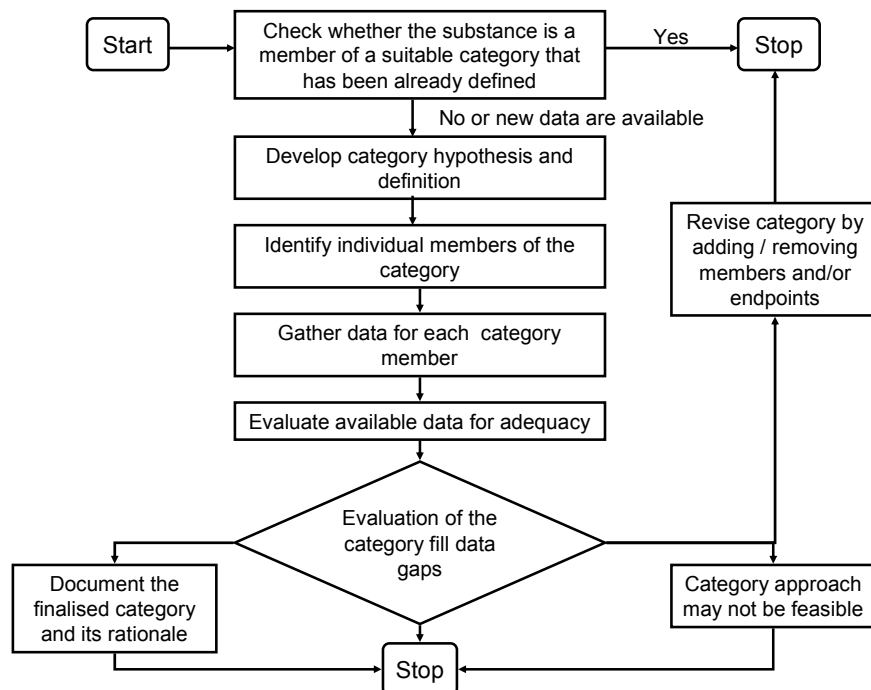 Start
Check whether the substance is a
member of a suitable category that
has been already defined
Yes
Stop
No or new data are available
Develop category hypothesis and
definition
Identify individual members of the
category
Revise category by
adding / removing
members and/or
endpoints
Gather data for each category
member
Evaluate available data for adequacy
Evaluation of the
category fill data
gaps
Document the
finalised category
and its rationale
Category approach
may not be feasible
Stop